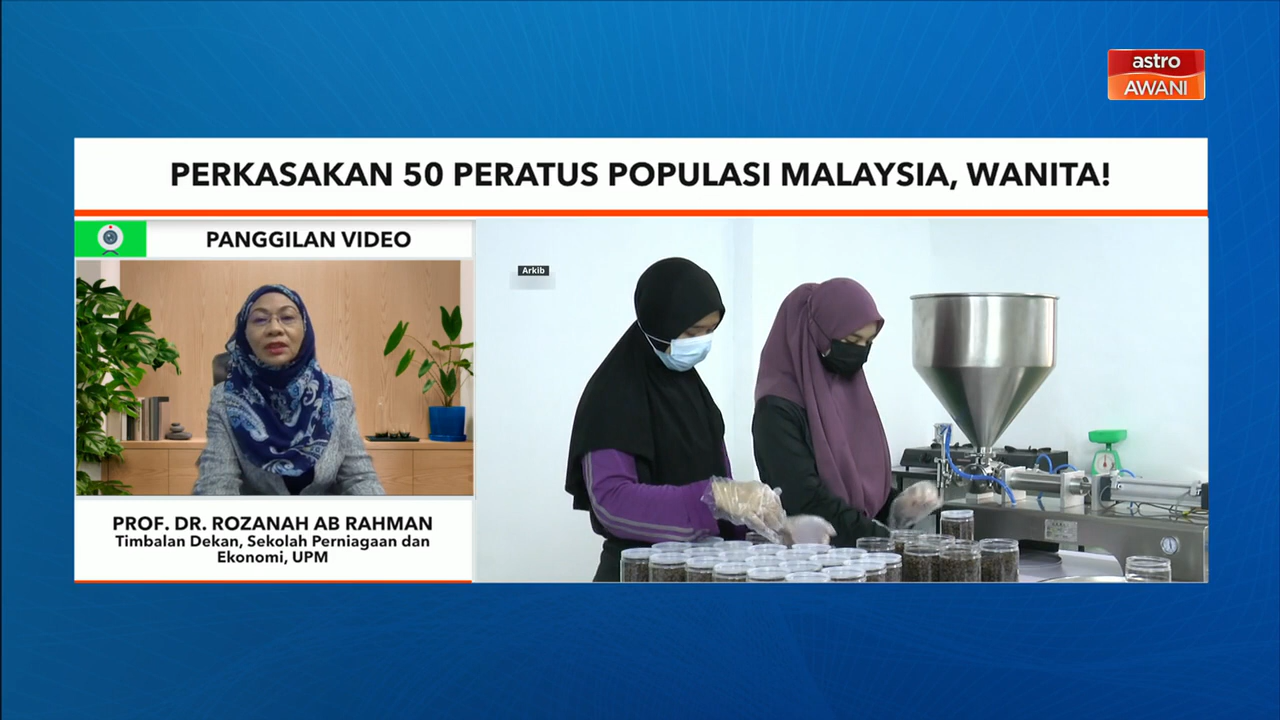 astro
AWANI
PERKASAKAN 50 PERATUS POPULASI MALAYSIA, WANITA!
PANGGILAN VIDEO
Arkib
PROF. DR. ROZANAH AB RAHMAN
Timbalan Dekan, Sekolah Perniagaan dan
Ekonomi, UPM